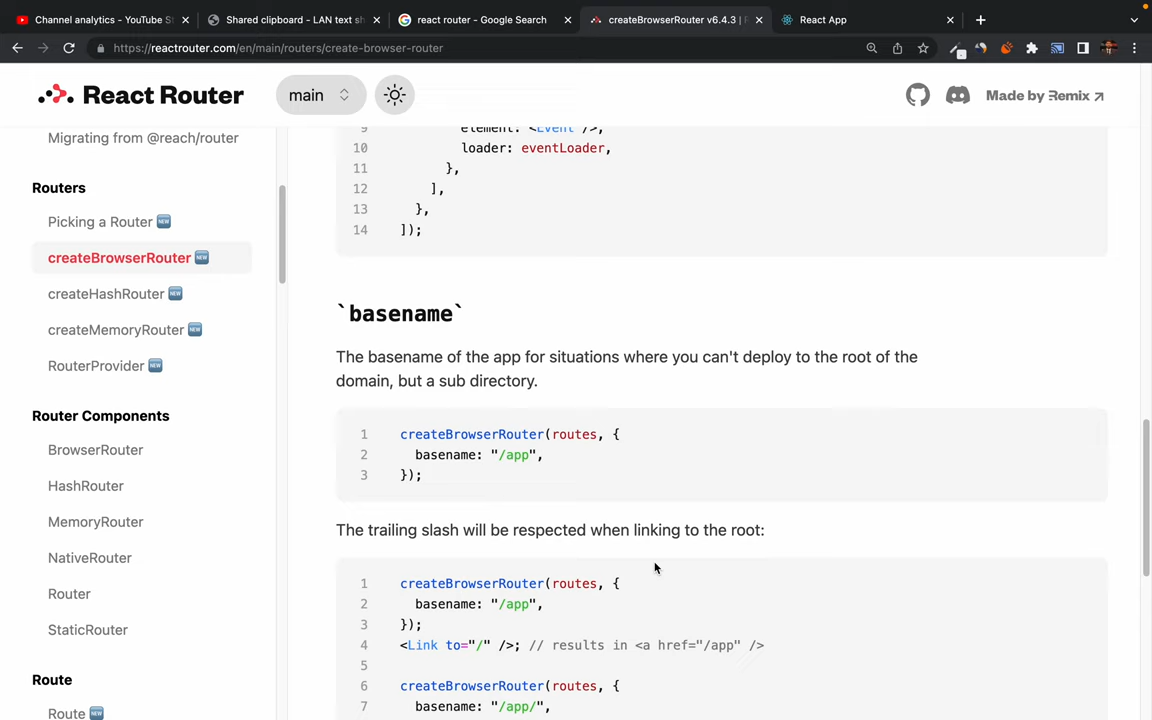 Channel analytics - YouTube St
Shared clipboard - LAN text sh
react router - Google Search
createBrowserRouter v6.4.3 | R
React App
https://reactrouter.com/en/main/routers/create-browser-router
React Router
main
Made by Remix
Migrating from @reach/router
Routers
Picking a Router NEW
createBrowserRouter NEW
createHashRouter NEW
createMemoryRouter NEW
RouterProvider NEW
Router Components
BrowserRouter
HashRouter
MemoryRouter
NativeRouter
Router
StaticRouter
Route
Route NEW
9 element: <Event />,
10 loader: eventLoader,
11 },
12 ],
13 },
14 ]);
`basename`
The basename of the app for situations where you can't deploy to the root of the
domain, but a sub directory.
1 createBrowserRouter(routes, {
2 basename: "/app",
3 });
The trailing slash will be respected when linking to the root:
1 createBrowserRouter(routes, {
2 basename: "/app",
3 });
4 <Link to="/" />; // results in <a href="/app" />
5
6 createBrowserRouter(routes, {
7 basename: "/app/",